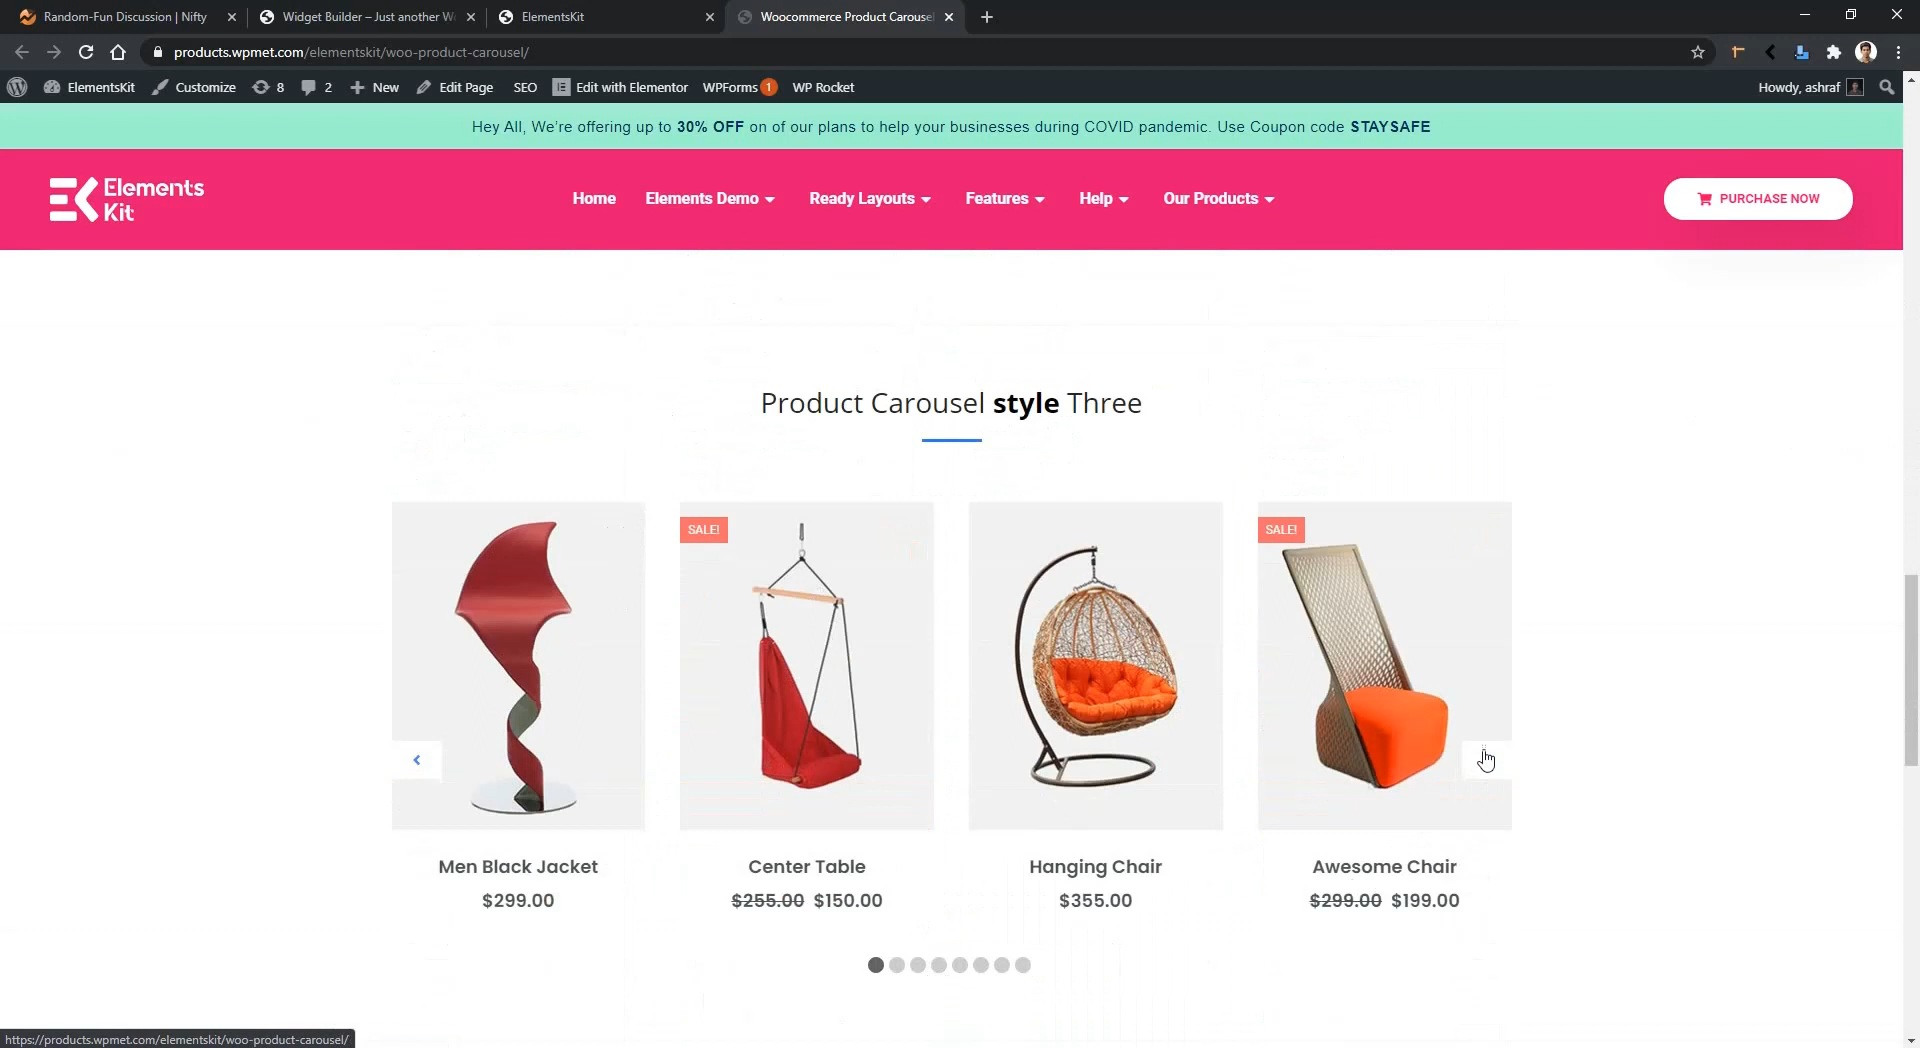 Random-Fun Discussion | Nifty
Widget Builder – Just another W
ElementsKit
Woocommerce Product Carousel
products.wpmet.com/elementskit/woo-product-carousel/
ElementsKit
Customize
8
2
New
Edit Page
SEO
Edit with Elementor
WPForms 1
WP Rocket
Howdy, ashraf
Hey All, We're offering up to 30% OFF on of our plans to help your businesses during COVID pandemic. Use Coupon code STAYSAFE
Elements
Kit
Home
Elements Demo
Ready Layouts
Features
Help
Our Products
PURCHASE NOW
Product Carousel style Three
SALE!
SALE!
Men Black Jacket
$299.00
Center Table
$255.00 $150.00
Hanging Chair
$355.00
Awesome Chair
$299.00 $199.00
https://products.wpmet.com/elementskit/woo-product-carousel/